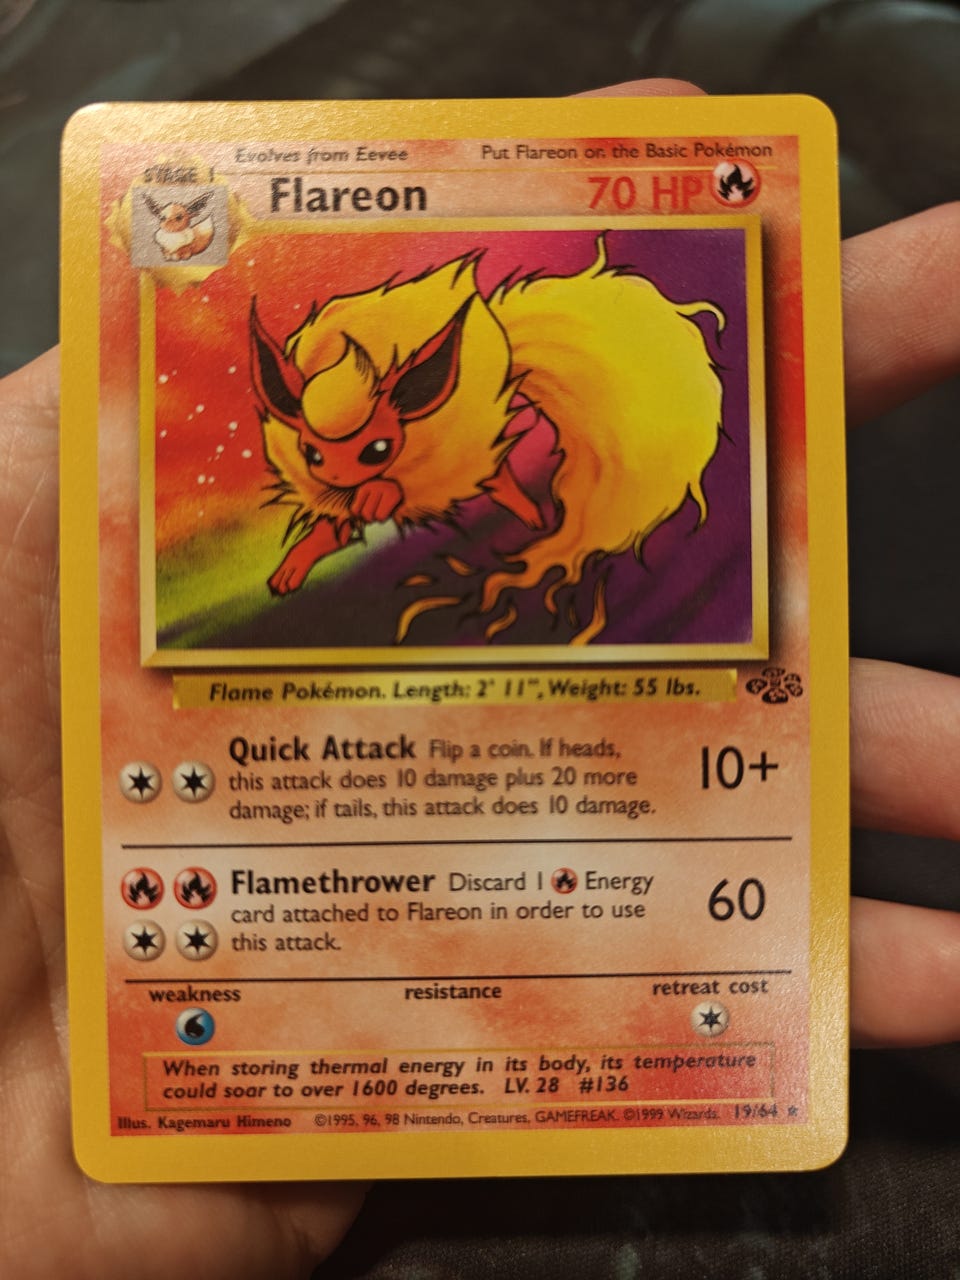 Evolves from Eevee
Put Flareon on the Basic Pokémon
STAGE 1
Flareon
70 HP
Flame Pokémon. Length: 2' 11", Weight: 55 lbs.
Quick Attack Flip a coin. If heads,
this attack does 10 damage plus 20 more
damage; if tails, this attack does 10 damage.
10+
Flamethrower Discard 1 Energy
card attached to Flareon in order to use
this attack.
60
weakness
resistance
retreat cost
When storing thermal energy in its body, its temperature
could soar to over 1600 degrees. LV. 28 #136
Illus. Kagemaru Himeno ©1995, 96, 98 Nintendo, Creatures, GAMEFREAK. ©1999 Wizards. 19/64 ★